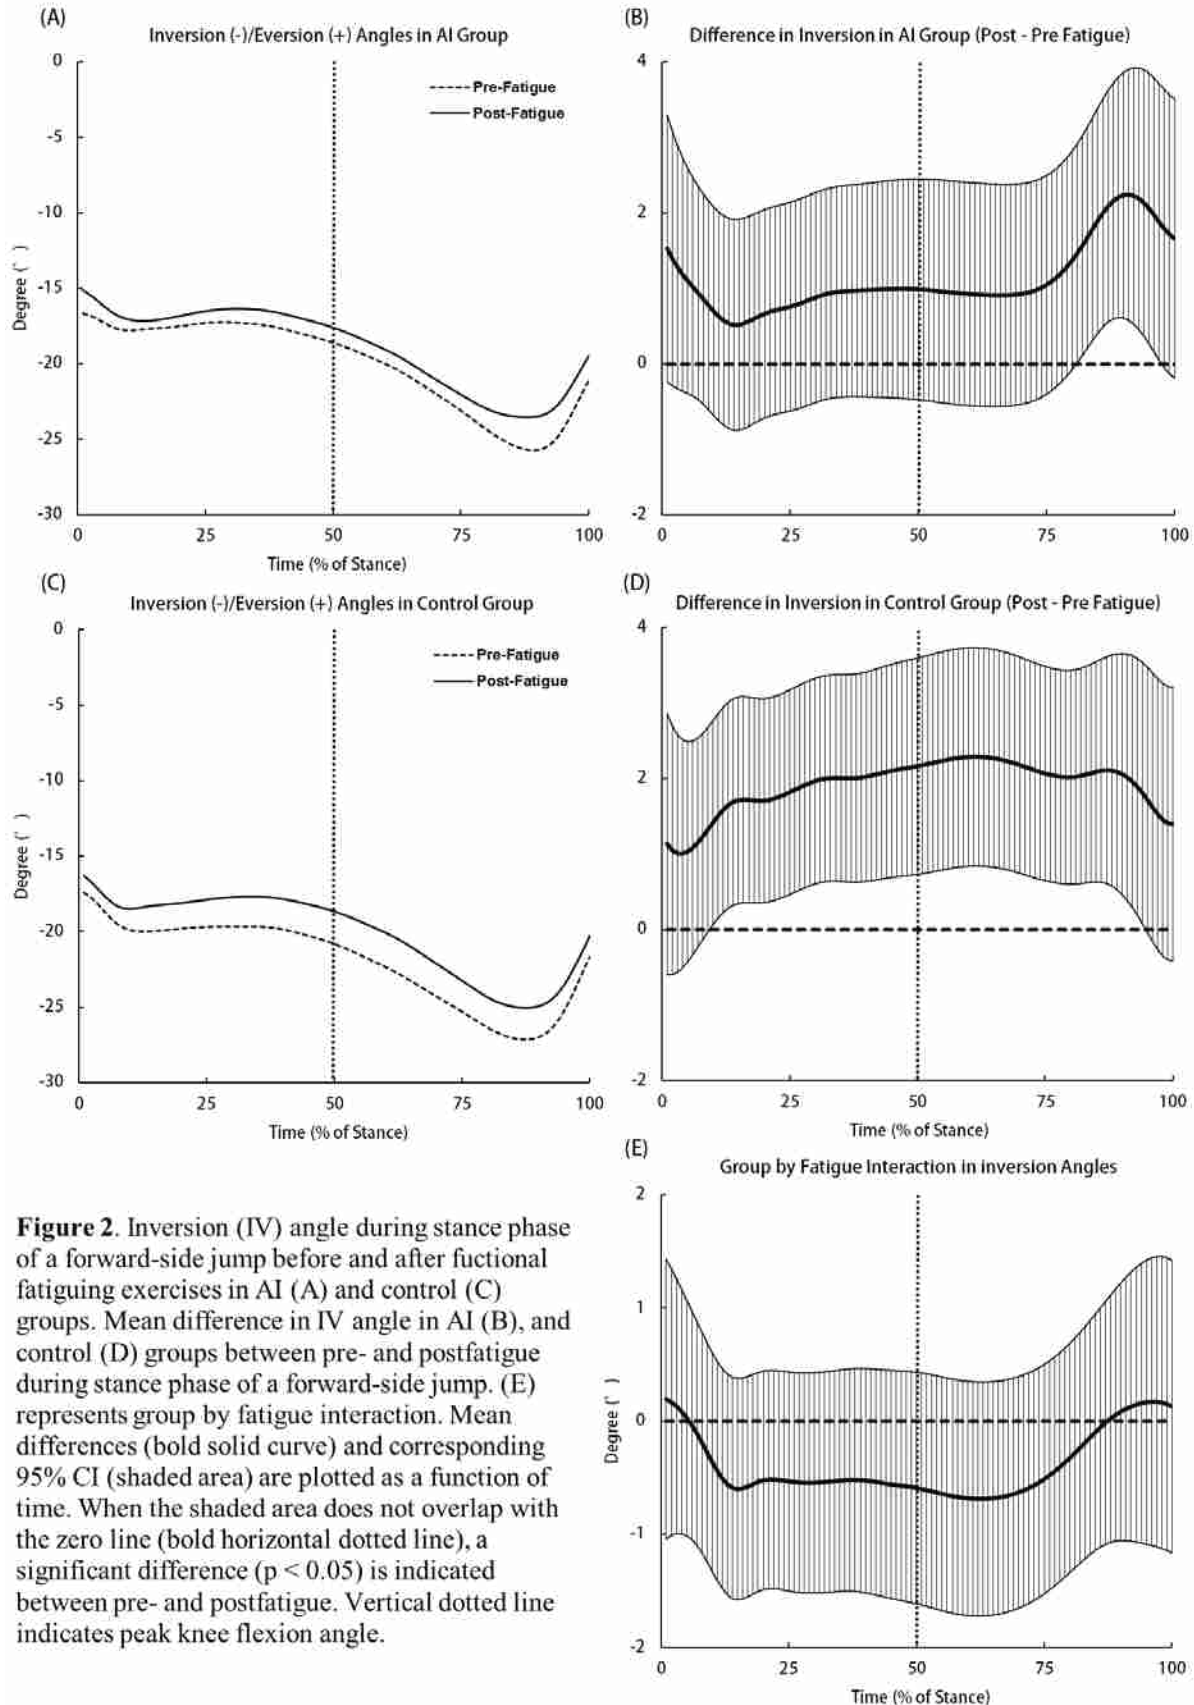 (A)
Inversion (-)/Eversion (+) Angles in AI Group
0
-5
-10
-15
-20
-25
-30
Degree (° )
Pre-Fatigue
Post-Fatigue
0 25 50 75 100
Time (% of Stance)
(B)
Difference in Inversion in AI Group (Post - Pre Fatigue)
4
2
0
-2
0 25 50 75 100
Time (% of Stance)
(C)
Inversion (-)/Eversion (+) Angles in Control Group
0
-5
-10
-15
-20
-25
-30
Degree (° )
Pre-Fatigue
Post-Fatigue
0 25 50 75 100
Time (% of Stance)
(D)
Difference in Inversion in Control Group (Post - Pre Fatigue)
4
2
0
-2
0 25 50 75 100
Time (% of Stance)
(E)
Group by Fatigue Interaction in inversion Angles
2
1
0
-1
-2
Degree (° )
0 25 50 75 100
Time (% of Stance)
Figure 2. Inversion (IV) angle during stance phase
of a forward-side jump before and after fuctional
fatiguing exercises in AI (A) and control (C)
groups. Mean difference in IV angle in AI (B), and
control (D) groups between pre- and postfatigue
during stance phase of a forward-side jump. (E)
represents group by fatigue interaction. Mean
differences (bold solid curve) and corresponding
95% CI (shaded area) are plotted as a function of
time. When the shaded area does not overlap with
the zero line (bold horizontal dotted line), a
significant difference (p < 0.05) is indicated
between pre- and postfatigue. Vertical dotted line
indicates peak knee flexion angle.